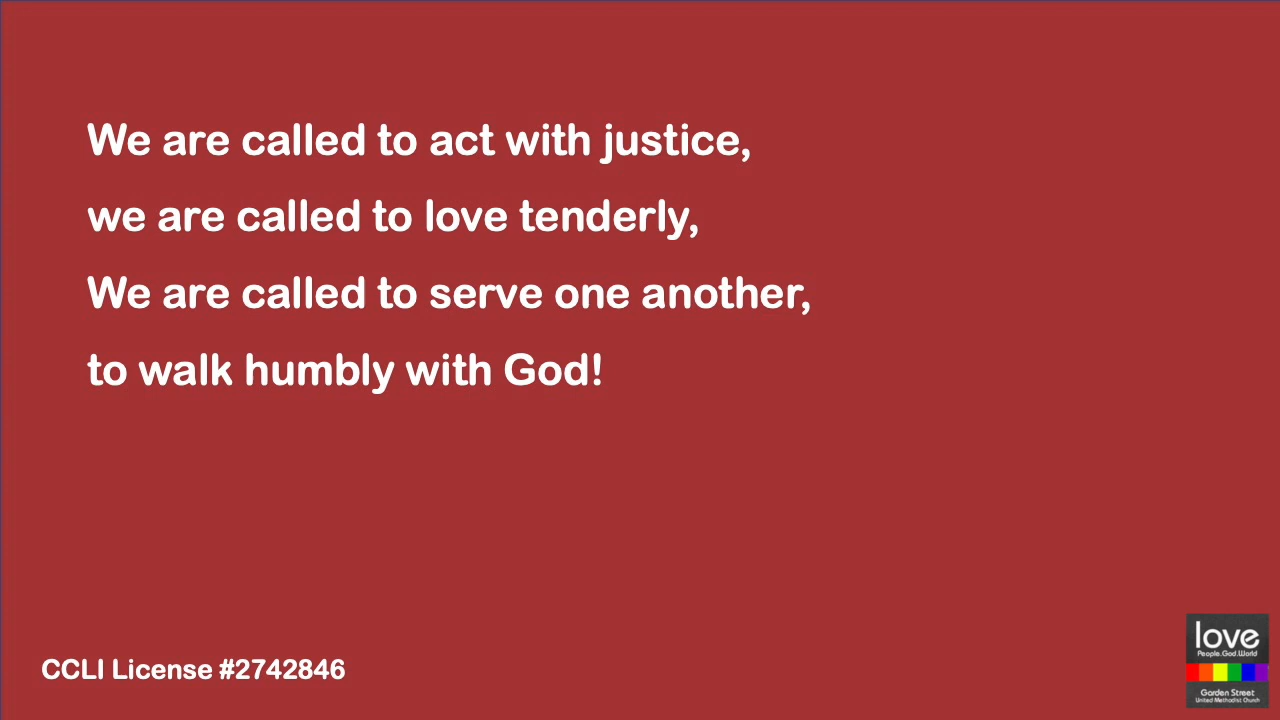 We are called to act with justice,
we are called to love tenderly,
We are called to serve one another,
to walk humbly with God!
CCLI License #2742846
love
People.God.World
Garden Street
United Methodist Church